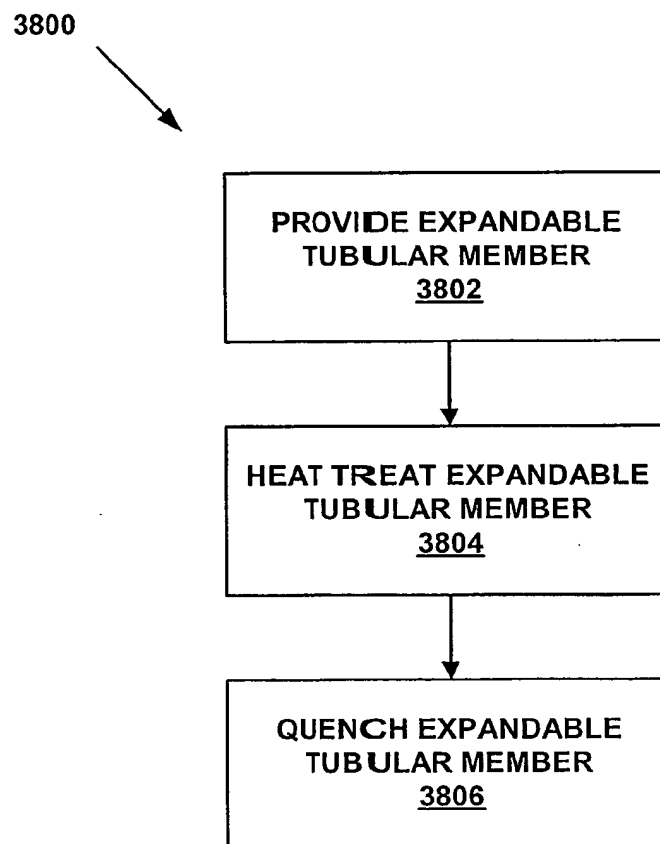 3800
PROVIDE EXPANDABLE
TUBULAR MEMBER
3802
HEAT TREAT EXPANDABLE
TUBULAR MEMBER
3804
QUENCH EXPANDABLE
TUBULAR MEMBER
3806